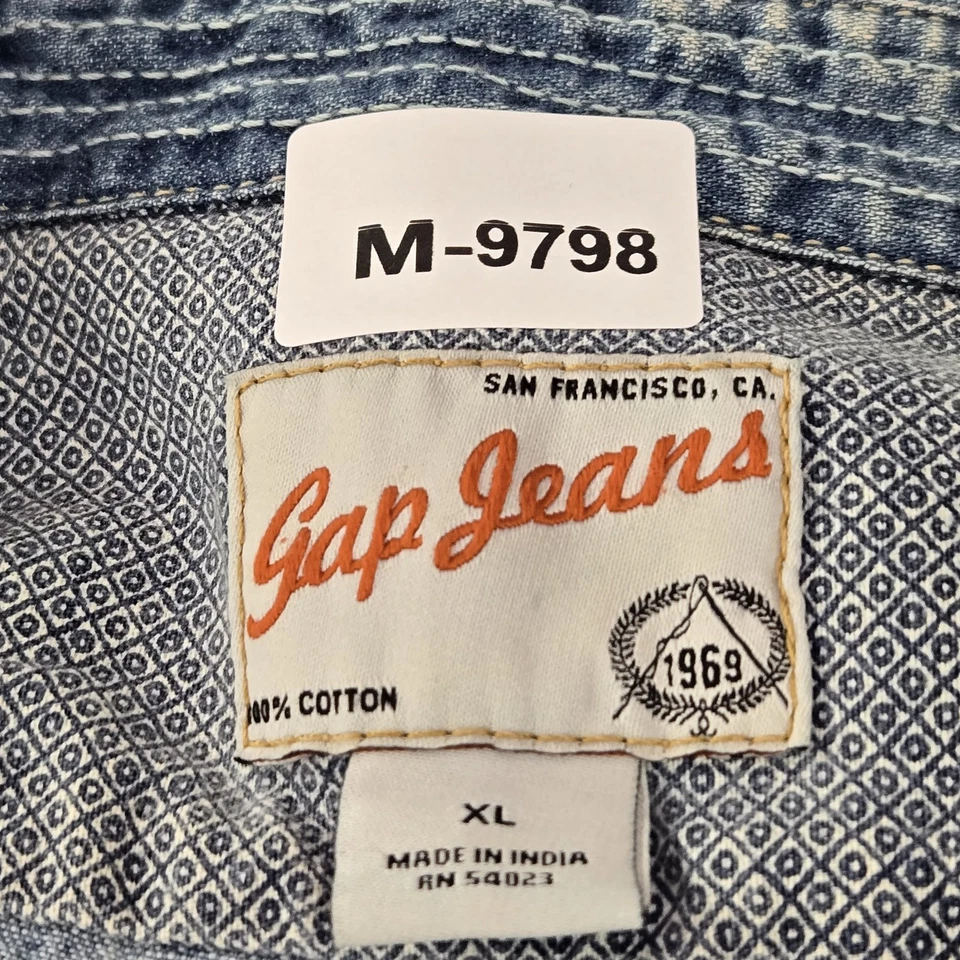 M-9798
SAN FRANCISCO, CA.
Gap Jeans
1969
100% COTTON
XL
MADE IN INDIA
RN 54023